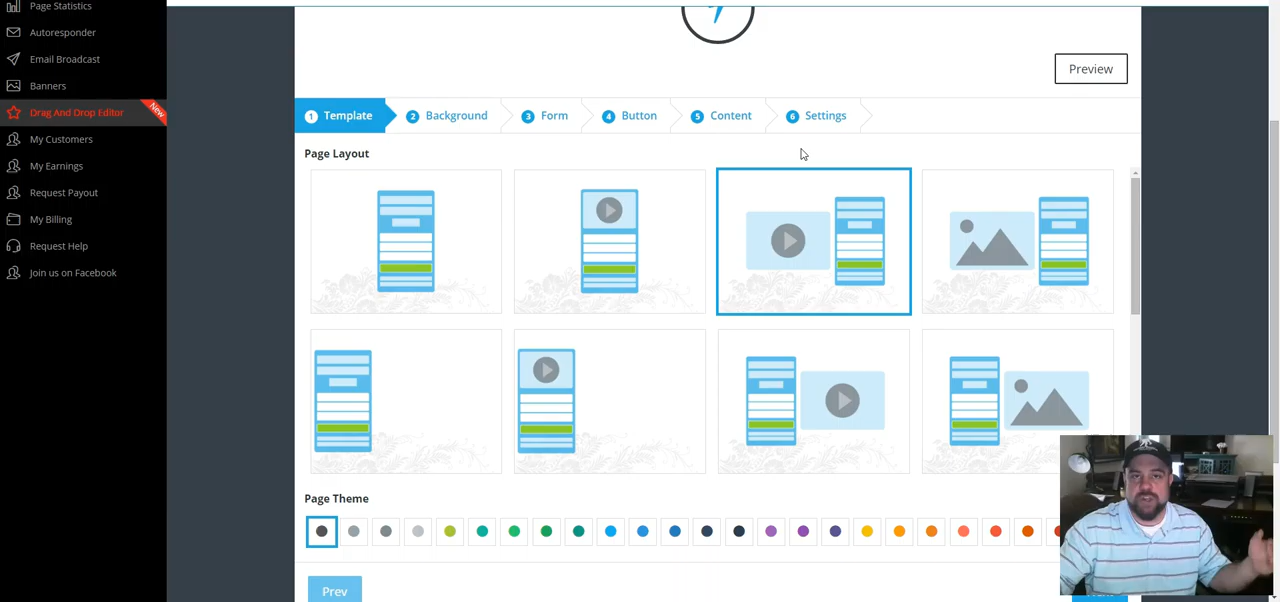 Page Statistics
Autoresponder
Email Broadcast
Banners
Drag And Drop Editor
New
My Customers
My Earnings
Request Payout
My Billing
Request Help
Join us on Facebook
Preview
1 Template
2 Background
3 Form
4 Button
5 Content
6 Settings
Page Layout
Page Theme
Prev